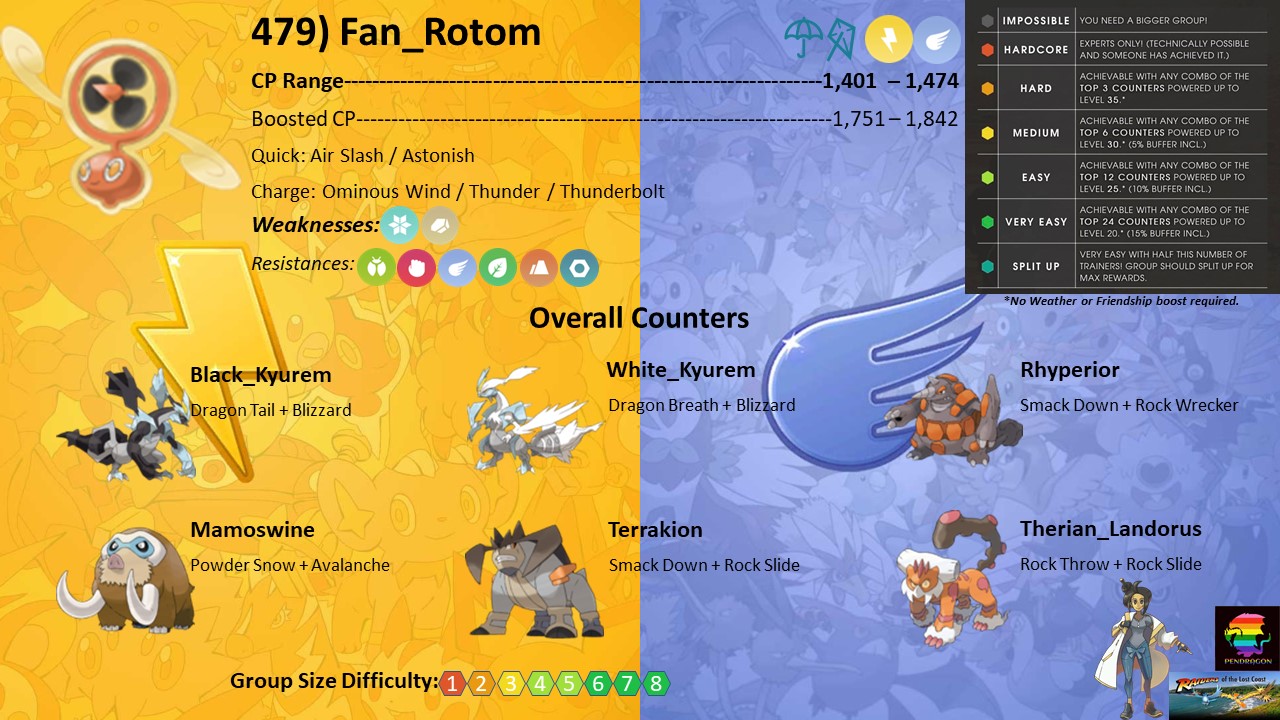 479) Fan_Rotom
CP Range--------------------------------------------------------------------1,401 – 1,474
Boosted CP--------------------------------------------------------------------1,751 – 1,842
Quick: Air Slash / Astonish
Charge: Ominous Wind / Thunder / Thunderbolt
Weaknesses:
Resistances:
IMPOSSIBLE YOU NEED A BIGGER GROUP!
HARDCORE EXPERTS ONLY! (TECHNICALLY POSSIBLE
AND SOMEONE HAS ACHIEVED IT.)
HARD ACHIEVABLE WITH ANY COMBO OF THE
TOP 3 COUNTERS POWERED UP TO
LEVEL 35.*
MEDIUM ACHIEVABLE WITH ANY COMBO OF THE
TOP 6 COUNTERS POWERED UP TO
LEVEL 30.* (5% BUFFER INCL.)
EASY ACHIEVABLE WITH ANY COMBO OF THE
TOP 12 COUNTERS POWERED UP TO
LEVEL 25.* (10% BUFFER INCL.)
VERY EASY ACHIEVABLE WITH ANY COMBO OF THE
TOP 24 COUNTERS POWERED UP TO
LEVEL 20.* (15% BUFFER INCL.)
SPLIT UP VERY EASY WITH HALF THIS NUMBER OF
TRAINERS! GROUP SHOULD SPLIT UP FOR
MAX REWARDS.
*No Weather or Friendship boost required.
Overall Counters
Black_Kyurem
Dragon Tail + Blizzard
White_Kyurem
Dragon Breath + Blizzard
Rhyperior
Smack Down + Rock Wrecker
Mamoswine
Powder Snow + Avalanche
Terrakion
Smack Down + Rock Slide
Therian_Landorus
Rock Throw + Rock Slide
Group Size Difficulty: 1 2 3 4 5 6 7 8
PENDRAGON
RAIDERS of the Lost Coast